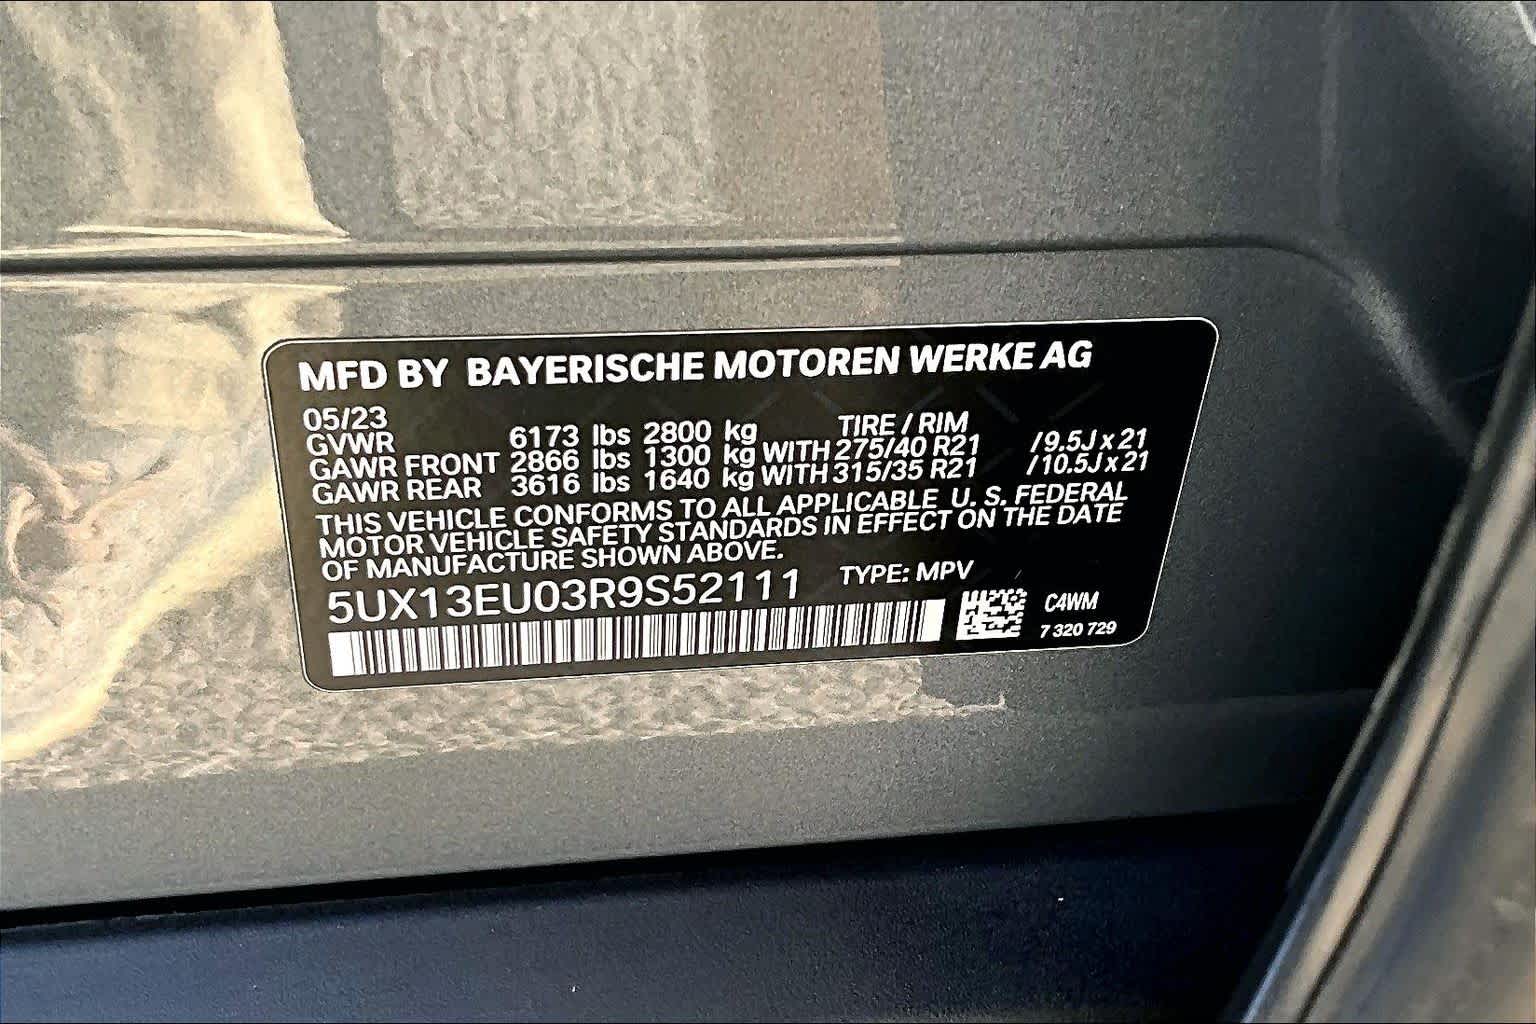 MFD BY BAYERISCHE MOTOREN WERKE AG
05/23 TIRE / RIM
GVWR 6173 lbs 2800 kg
GAWR FRONT 2866 lbs 1300 kg WITH 275/40 R21 /9.5J x 21
GAWR REAR 3616 lbs 1640 kg WITH 315/35 R21 /10.5J x 21
THIS VEHICLE CONFORMS TO ALL APPLICABLE U. S. FEDERAL
MOTOR VEHICLE SAFETY STANDARDS IN EFFECT ON THE DATE
OF MANUFACTURE SHOWN ABOVE.
5UX13EU03R9S52111 TYPE: MPV
C4WM
7 320 729